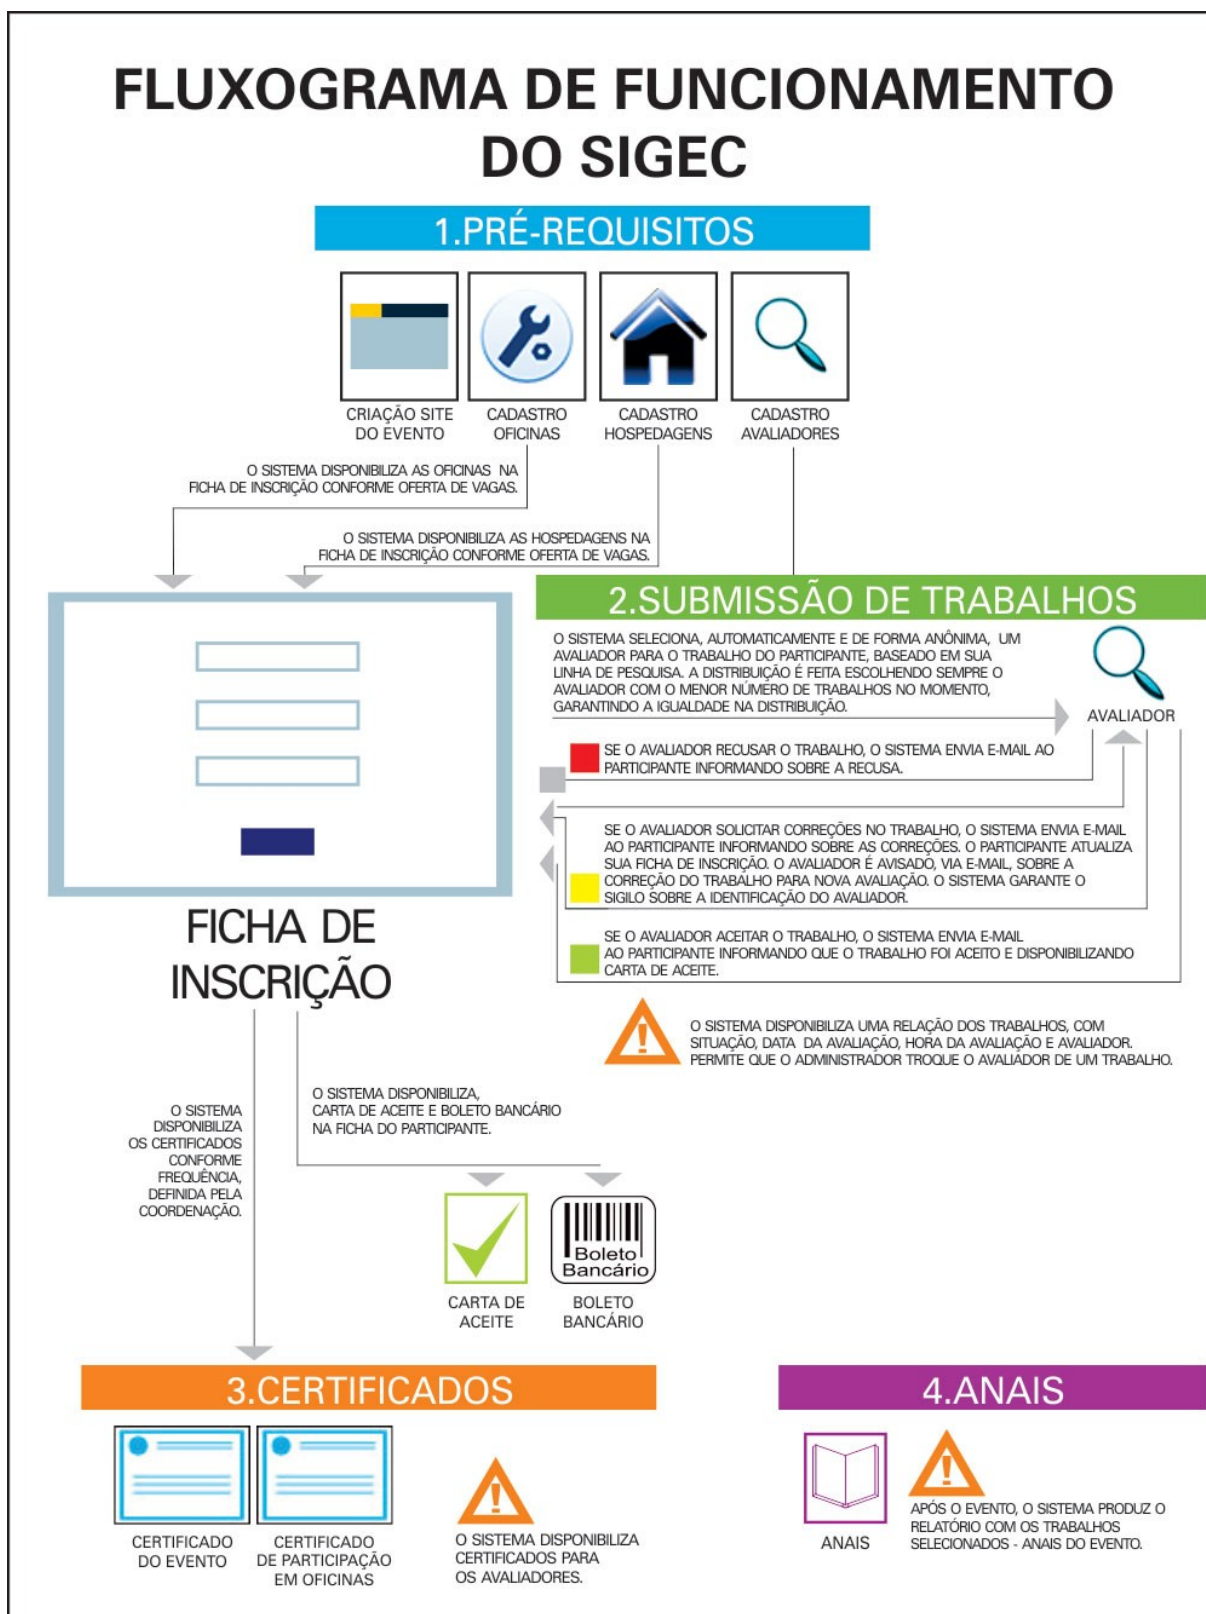 FLUXOGRAMA DE FUNCIONAMENTO
DO SIGEC
1.PRÉ-REQUISITOS
CRIAÇÃO SITE
DO EVENTO
CADASTRO
OFICINAS
CADASTRO
HOSPEDAGENS
CADASTRO
AVALIADORES
O SISTEMA DISPONIBILIZA AS OFICINAS NA
FICHA DE INSCRIÇÃO CONFORME OFERTA DE VAGAS.
O SISTEMA DISPONIBILIZA AS HOSPEDAGENS NA
FICHA DE INSCRIÇÃO CONFORME OFERTA DE VAGAS.
2.SUBMISSÃO DE TRABALHOS
O SISTEMA SELECIONA, AUTOMATICAMENTE E DE FORMA ANÔNIMA, UM
AVALIADOR PARA O TRABALHO DO PARTICIPANTE, BASEADO EM SUA
LINHA DE PESQUISA. A DISTRIBUIÇÃO É FEITA ESCOLHENDO SEMPRE O
AVALIADOR COM O MENOR NÚMERO DE TRABALHOS NO MOMENTO,
GARANTINDO A IGUALDADE NA DISTRIBUIÇÃO.
AVALIADOR
SE O AVALIADOR RECUSAR O TRABALHO, O SISTEMA ENVIA E-MAIL AO
PARTICIPANTE INFORMANDO SOBRE A RECUSA.
SE O AVALIADOR SOLICITAR CORREÇÕES NO TRABALHO, O SISTEMA ENVIA E-MAIL
AO PARTICIPANTE INFORMANDO SOBRE AS CORREÇÕES. O PARTICIPANTE ATUALIZA
SUA FICHA DE INSCRIÇÃO. O AVALIADOR É AVISADO, VIA E-MAIL, SOBRE A
CORREÇÃO DO TRABALHO PARA NOVA AVALIAÇÃO. O SISTEMA GARANTE O
SIGILO SOBRE A IDENTIFICAÇÃO DO AVALIADOR.
SE O AVALIADOR ACEITAR O TRABALHO, O SISTEMA ENVIA E-MAIL
AO PARTICIPANTE INFORMANDO QUE O TRABALHO FOI ACEITO E DISPONIBILIZANDO
CARTA DE ACEITE.
O SISTEMA DISPONIBILIZA UMA RELAÇÃO DOS TRABALHOS, COM
SITUAÇÃO, DATA DA AVALIAÇÃO, HORA DA AVALIAÇÃO E AVALIADOR.
PERMITE QUE O ADMINISTRADOR TROQUE O AVALIADOR DE UM TRABALHO.
FICHA DE
INSCRIÇÃO
O SISTEMA
DISPONIBILIZA
OS CERTIFICADOS
CONFORME
FREQUÊNCIA,
DEFINIDA PELA
COORDENAÇÃO.
O SISTEMA DISPONIBILIZA,
CARTA DE ACEITE E BOLETO BANCÁRIO
NA FICHA DO PARTICIPANTE.
Boleto
Bancário
CARTA DE
ACEITE
BOLETO
BANCÁRIO
3.CERTIFICADOS
CERTIFICADO
DO EVENTO
CERTIFICADO
DE PARTICIPAÇÃO
EM OFICINAS
O SISTEMA DISPONIBILIZA
CERTIFICADOS PARA
OS AVALIADORES.
4.ANAIS
ANAIS
APÓS O EVENTO, O SISTEMA PRODUZ O
RELATÓRIO COM OS TRABALHOS
SELECIONADOS - ANAIS DO EVENTO.